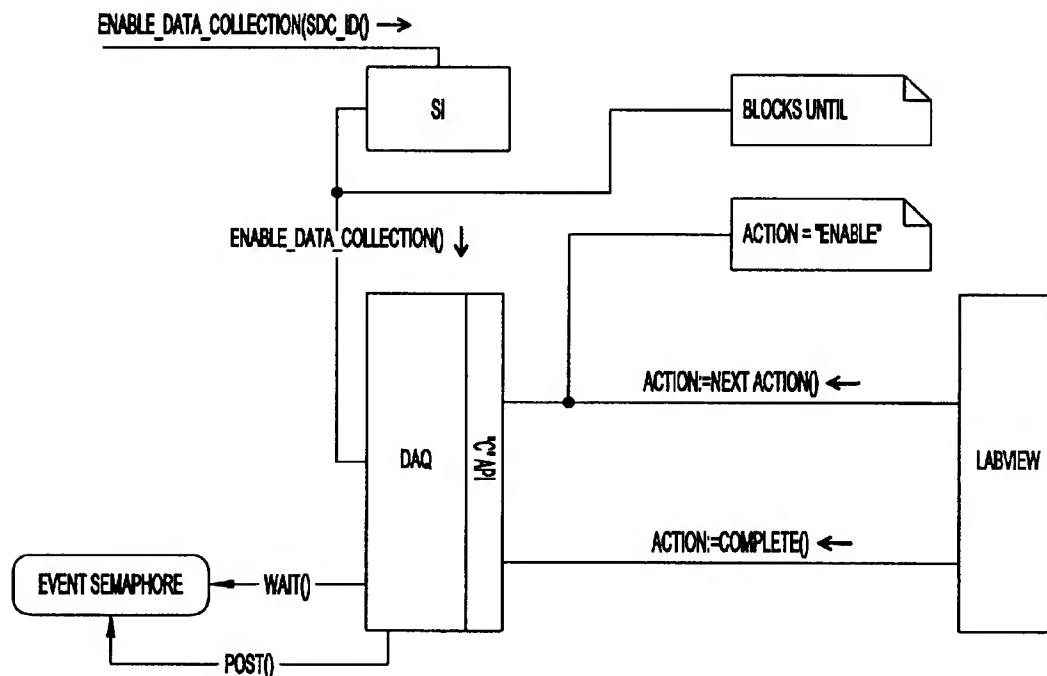 ENABLE_DATA_COLLECTION(SDC_ID()
SI
BLOCKS UNTIL
ENABLE_DATA_COLLECTION()
ACTION = "ENABLE"
ACTION:=NEXT ACTION()
DAQ
"C" API
LABVIEW
ACTION:=COMPLETE()
EVENT SEMAPHORE
WAIT()
POST()